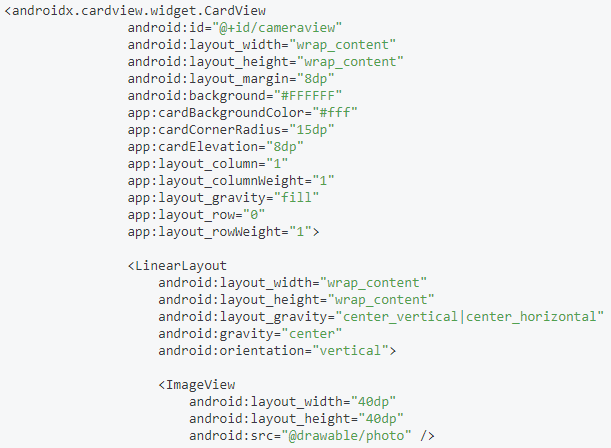 <androidx.cardview.widget.CardView
android:id="@+id/cameraview"
android:layout_width="wrap_content"
android:layout_height="wrap_content"
android:layout_margin="8dp"
android:background="#FFFFFF"
app:cardBackgroundColor="#fff"
app:cardCornerRadius="15dp"
app:cardElevation="8dp"
app:layout_column="1"
app:layout_columnWeight="1"
app:layout_gravity="fill"
app:layout_row="0"
app:layout_rowWeight="1">
<LinearLayout
android:layout_width="wrap_content"
android:layout_height="wrap_content"
android:layout_gravity="center_vertical|center_horizontal"
android:gravity="center"
android:orientation="vertical">
<ImageView
android:layout_width="40dp"
android:layout_height="40dp"
android:src="@drawable/photo" />